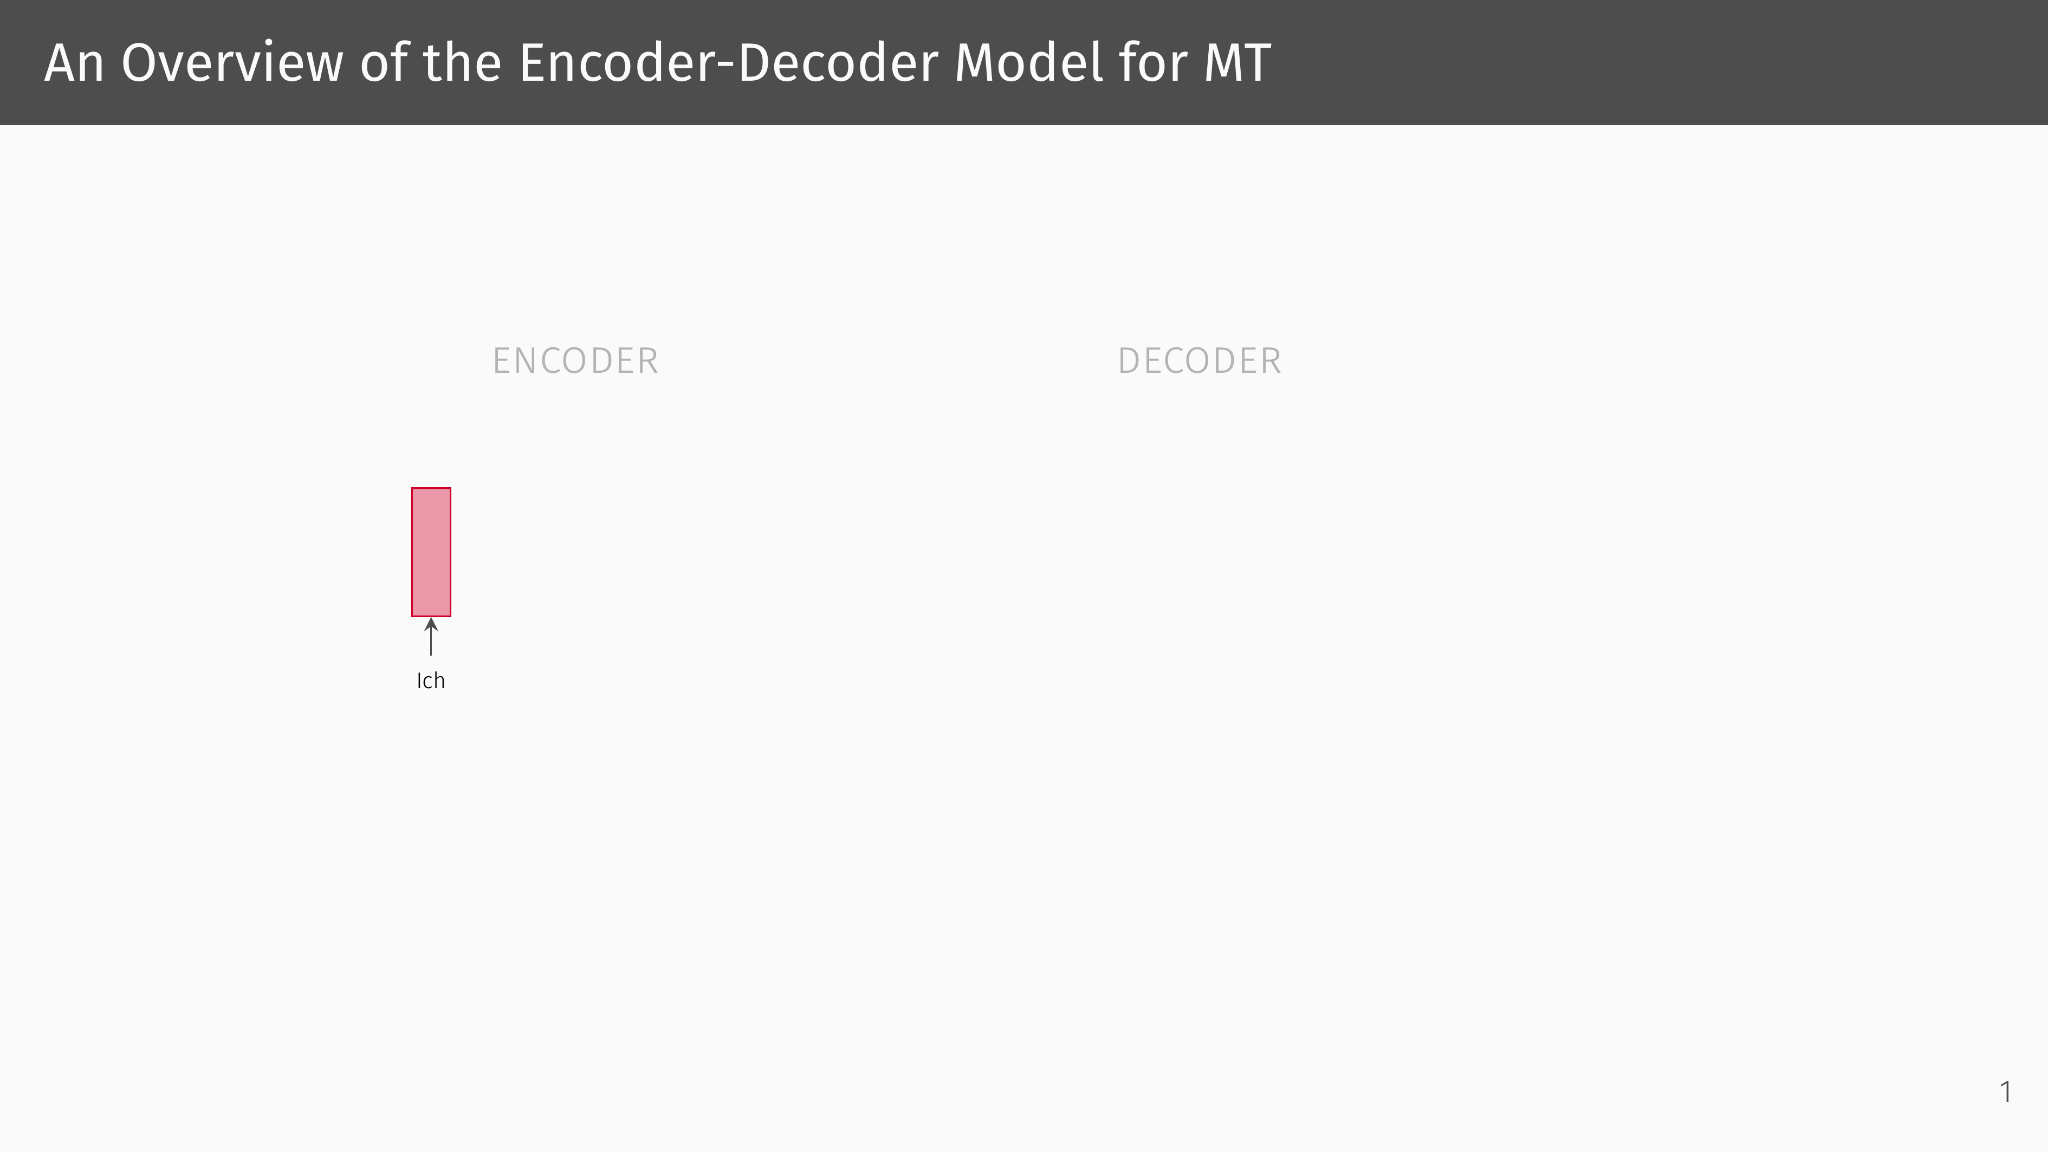 An Overview of the Encoder-Decoder Model for MT
ENCODER DECODER
Ich
1